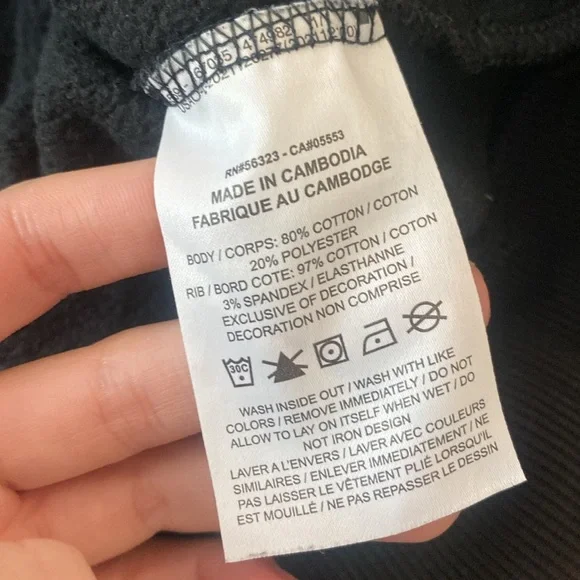 RN#56323 - CA#05553
MADE IN CAMBODIA
FABRIQUE AU CAMBODGE
BODY / CORPS: 80% COTTON / COTON
20% POLYESTER
RIB / BORD COTE: 97% COTTON / COTON
3% SPANDEX / ELASTHANNE
EXCLUSIVE OF DECORATION /
DECORATION NON COMPRISE
30C
WASH INSIDE OUT / WASH WITH LIKE
COLORS / REMOVE IMMEDIATELY / DO NOT
ALLOW TO LAY ON ITSELF WHEN WET / DO
NOT IRON DESIGN
LAVER A L'ENVERS / LAVER AVEC COULEURS
SIMILAIRES / ENLEVER IMMEDIATEMENT / NE
PAS LAISSER LE VÊTEMENT PLIÉ LORSQU'IL
EST MOUILLÉ / NE PAS REPASSER LE DESSIN